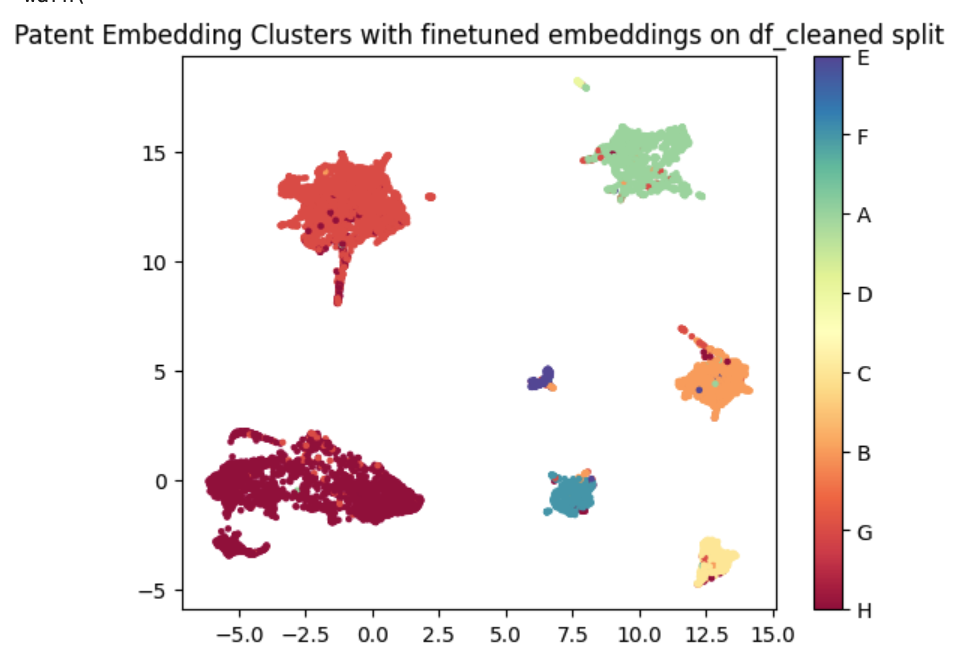 Patent Embedding Clusters with finetuned embeddings on df_cleaned split
E
F
15
A
10
D
5
C
B
0
G
−5
H
−5.0 −2.5 0.0 2.5 5.0 7.5 10.0 12.5 15.0